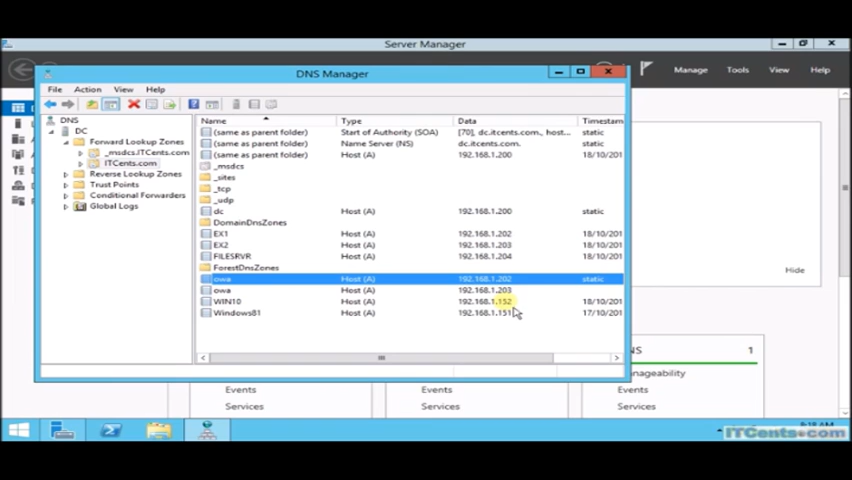 Server Manager
DNS Manager
Manage Tools View Help
File Action View Help
DNS
DC
Forward Lookup Zones
_msdcs.ITCents.com
ITCents.com
Reverse Lookup Zones
Trust Points
Conditional Forwarders
Global Logs
Name Type Data Timestam
(same as parent folder) Start of Authority (SOA) [70], dc.itcents.com., host... static
(same as parent folder) Name Server (NS) dc.itcents.com. static
(same as parent folder) Host (A) 192.168.1.200 18/10/201
_msdcs
_sites
_tcp
_udp
dc Host (A) 192.168.1.200 static
DomainDnsZones
EX1 Host (A) 192.168.1.202 18/10/201
EX2 Host (A) 192.168.1.203 18/10/201
FILESRVR Host (A) 192.168.1.204 18/10/201
ForestDnsZones
owa Host (A) 192.168.1.202 static
owa Host (A) 192.168.1.203
WIN10 Host (A) 192.168.1.152 18/10/201
Windows81 Host (A) 192.168.1.151 17/10/201
Hide
NS 1
Manageability
Events Events Events
Services Services Services
ITCents.com